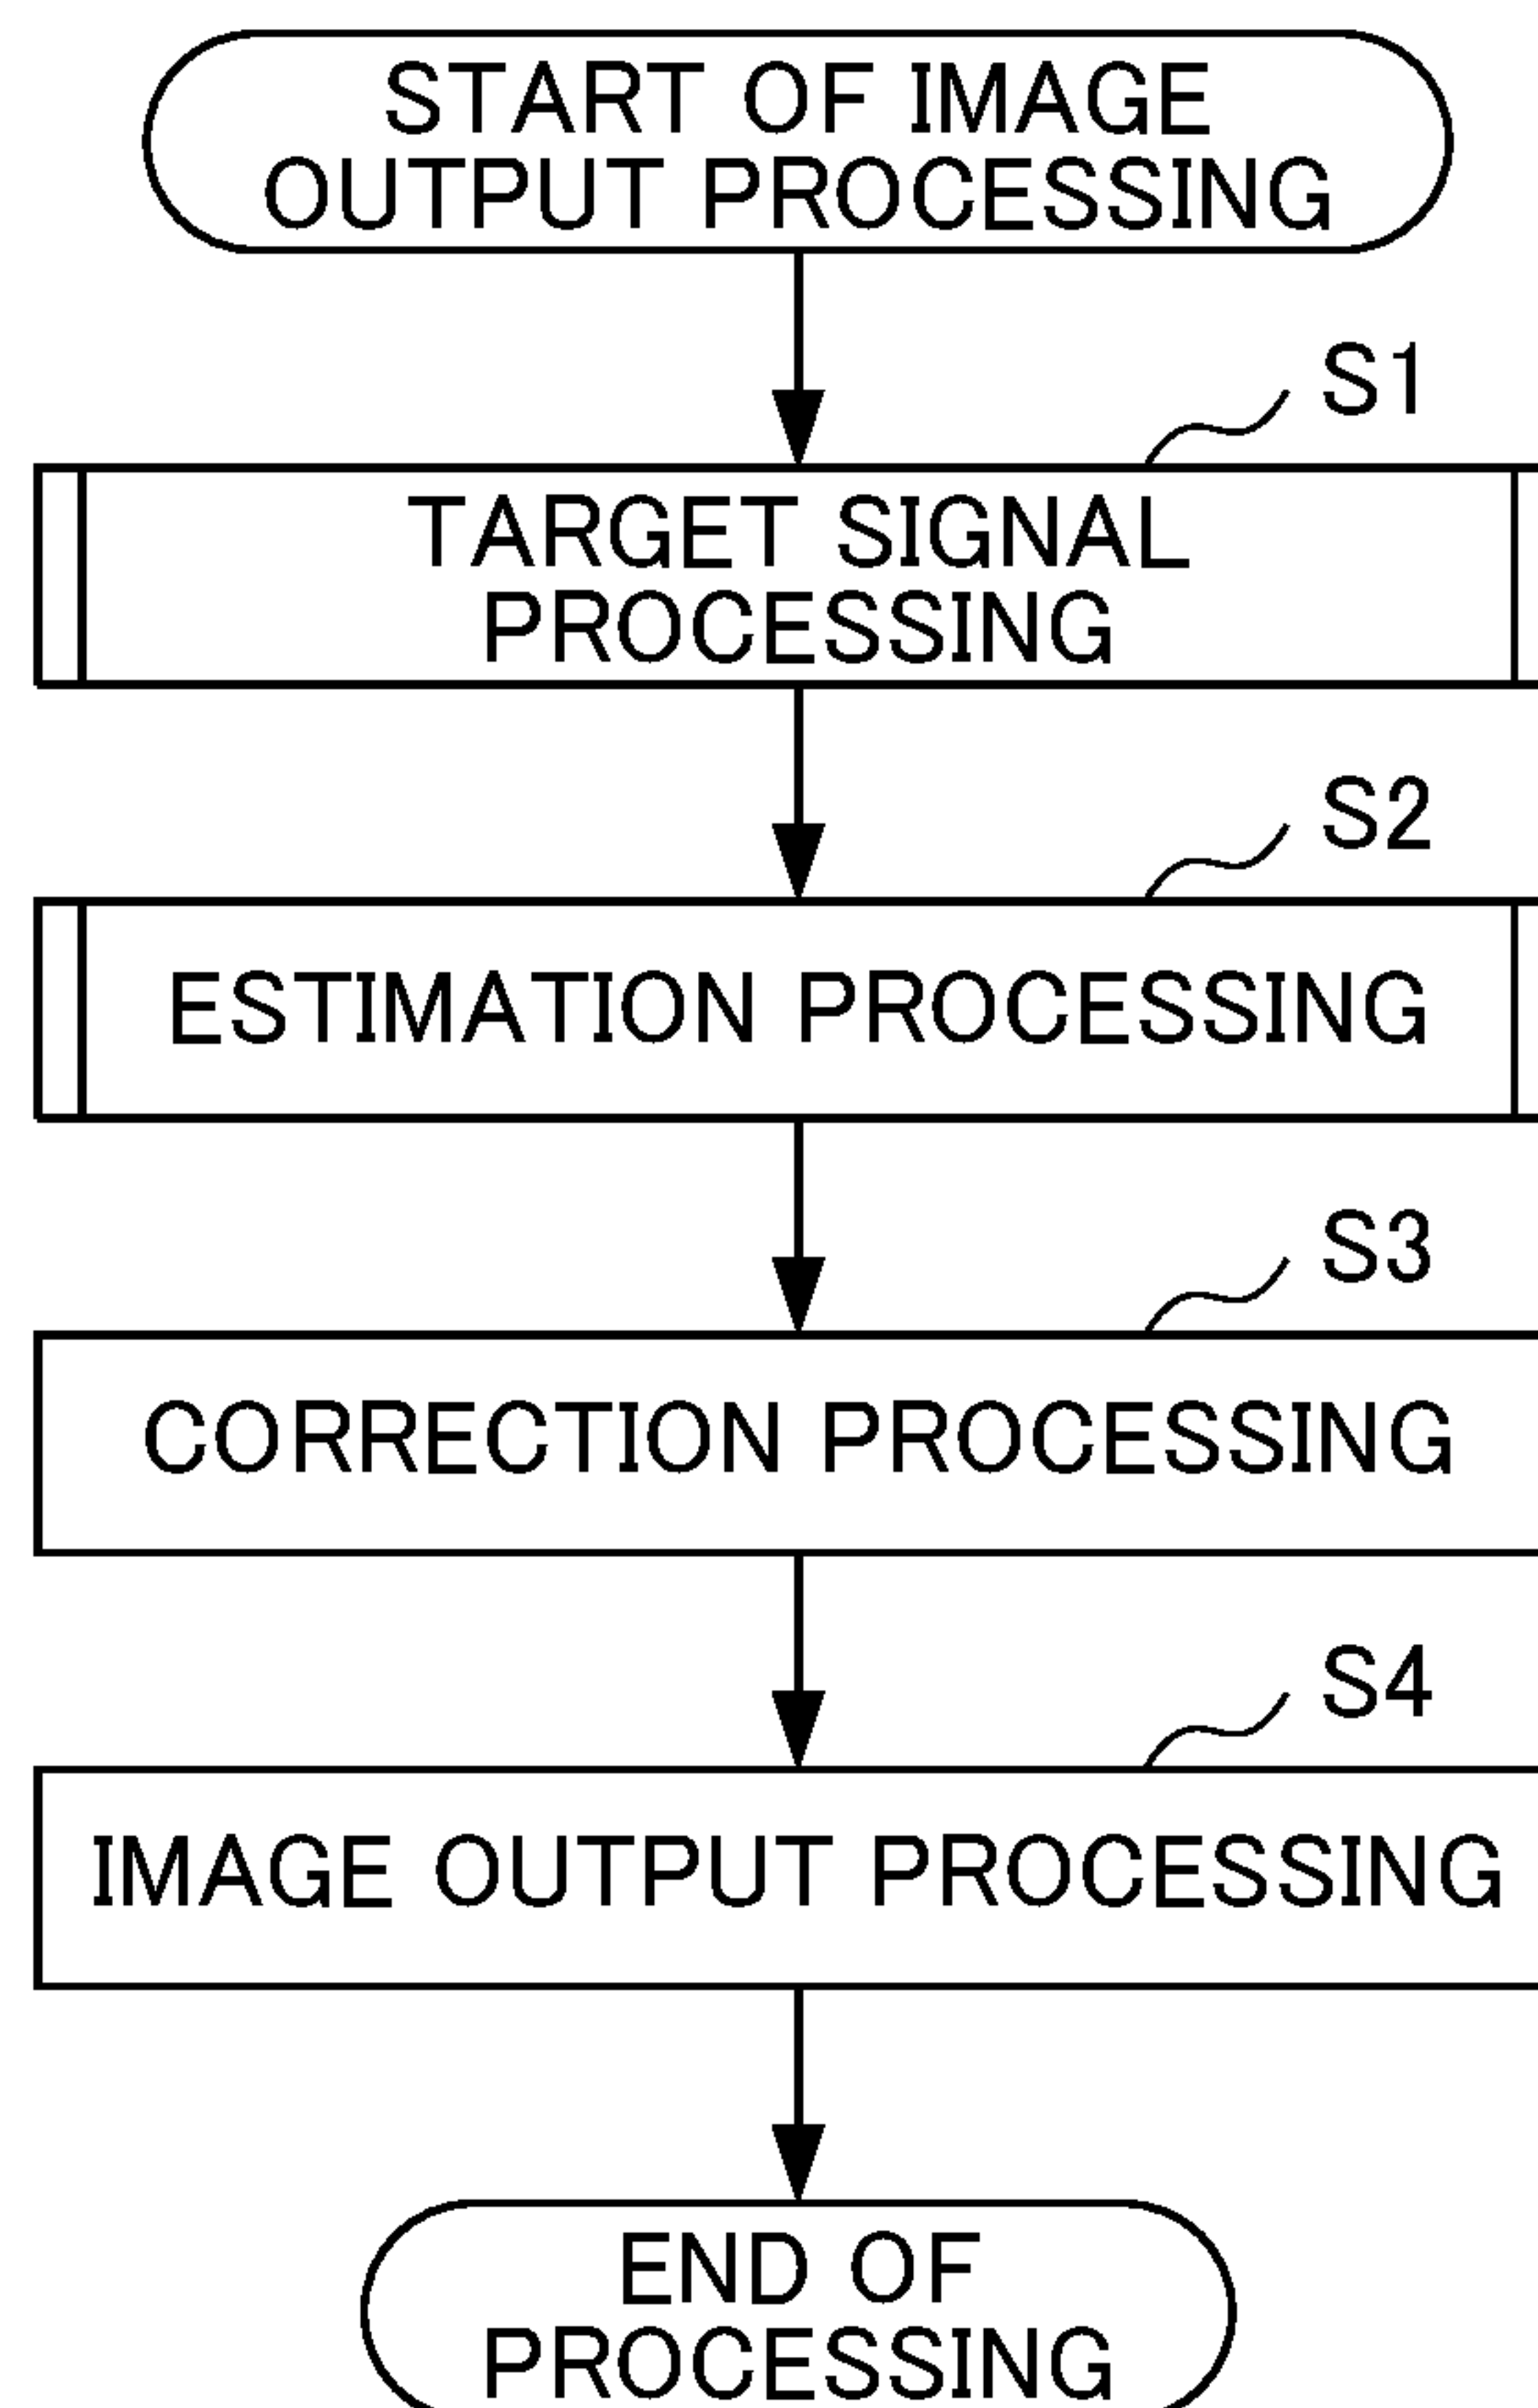 START OF IMAGE
OUTPUT PROCESSING
S1
TARGET SIGNAL
PROCESSING
S2
ESTIMATION PROCESSING
S3
CORRECTION PROCESSING
S4
IMAGE OUTPUT PROCESSING
END OF
PROCESSING